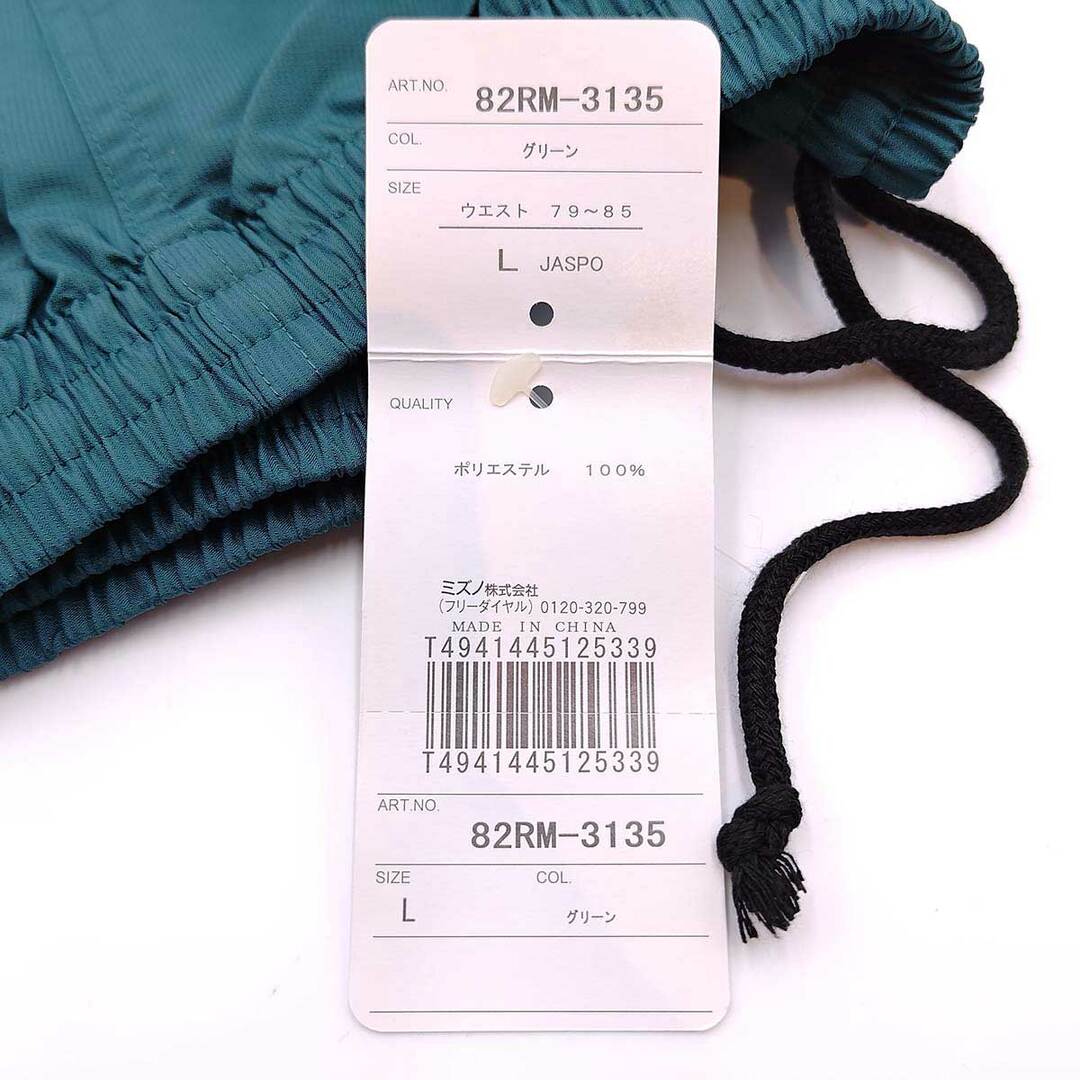 ART.NO. 82RM-3135
COL. グリーン
SIZE
ウエスト 79~85
L JASPO
QUALITY
ポリエステル 100%
ミズノ株式会社
(フリーダイヤル) 0120-320-799
MADE IN CHINA
T4941445125339
T4941445125339
ART.NO.
82RM-3135
SIZE COL.
L グリーン